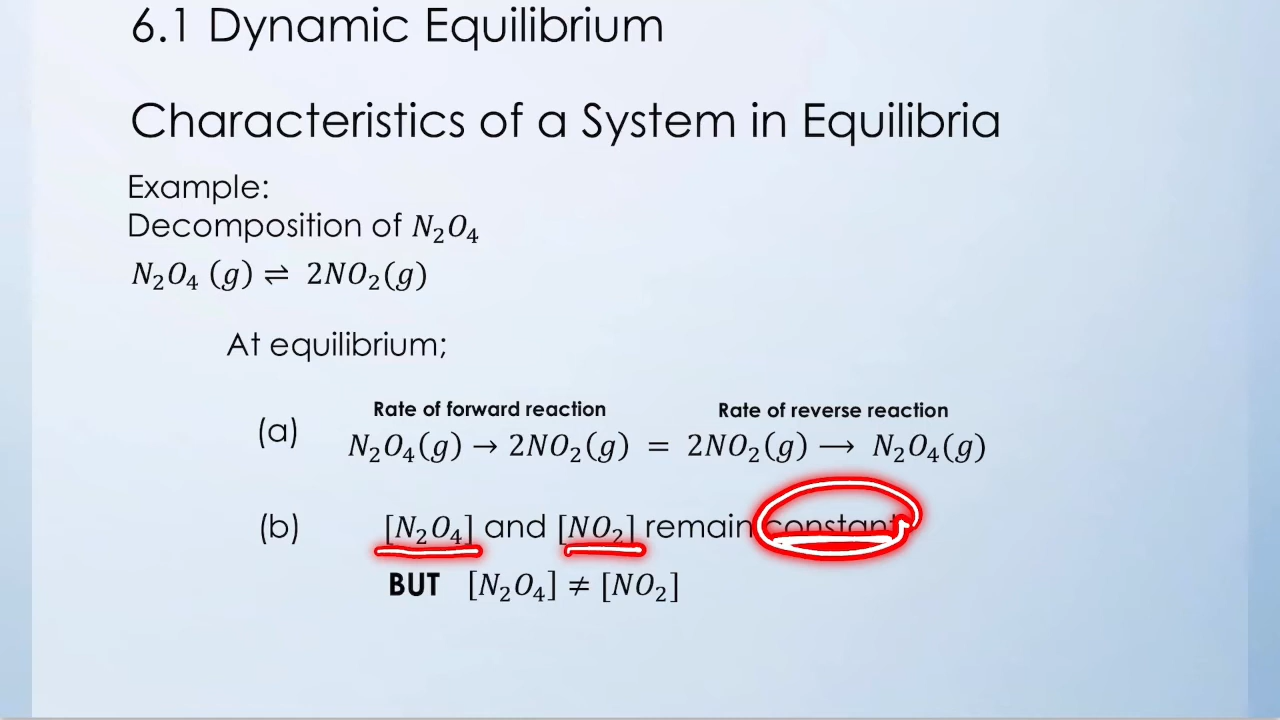 6.1 Dynamic Equilibrium
Characteristics of a System in Equilibria
Example:
Decomposition of N₂O₄
N₂O₄ (g) ⇌ 2NO₂(g)
At equilibrium;
Rate of forward reaction Rate of reverse reaction
(a) N₂O₄(g) → 2NO₂(g) = 2NO₂(g) ⟶ N₂O₄(g)
(b) [N₂O₄] and [NO₂] remain constant
BUT [N₂O₄] ≠ [NO₂]